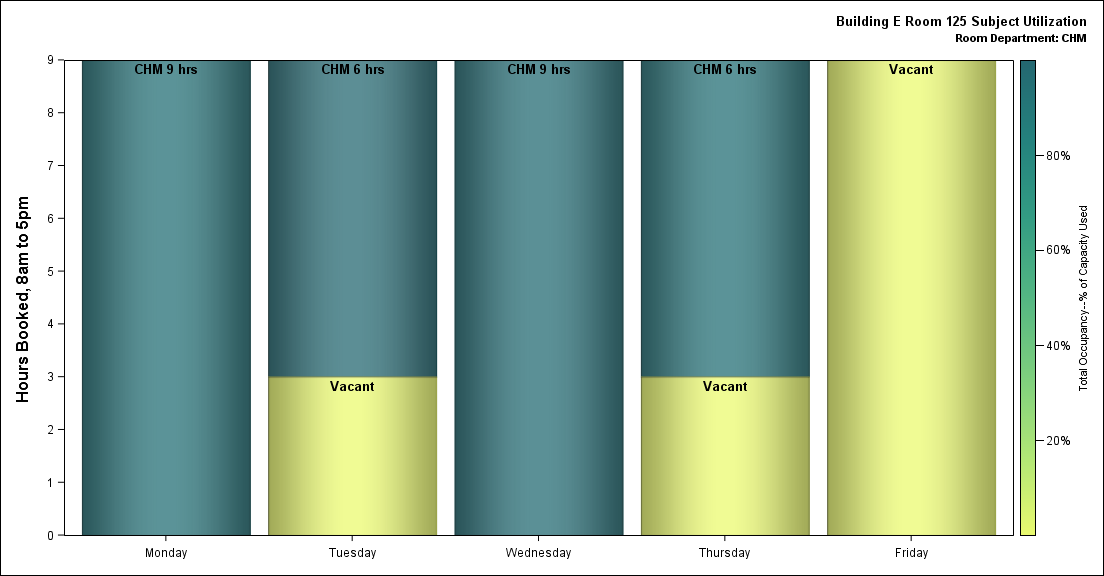 Building E Room 125 Subject Utilization
Room Department: CHM
Hours Booked, 8am to 5pm
9
8
7
6
5
4
3
2
1
0
CHM 9 hrs
CHM 6 hrs
CHM 9 hrs
CHM 6 hrs
Vacant
Vacant
Vacant
Monday
Tuesday
Wednesday
Thursday
Friday
80%
60%
40%
20%
Total Occupancy--% of Capacity Used